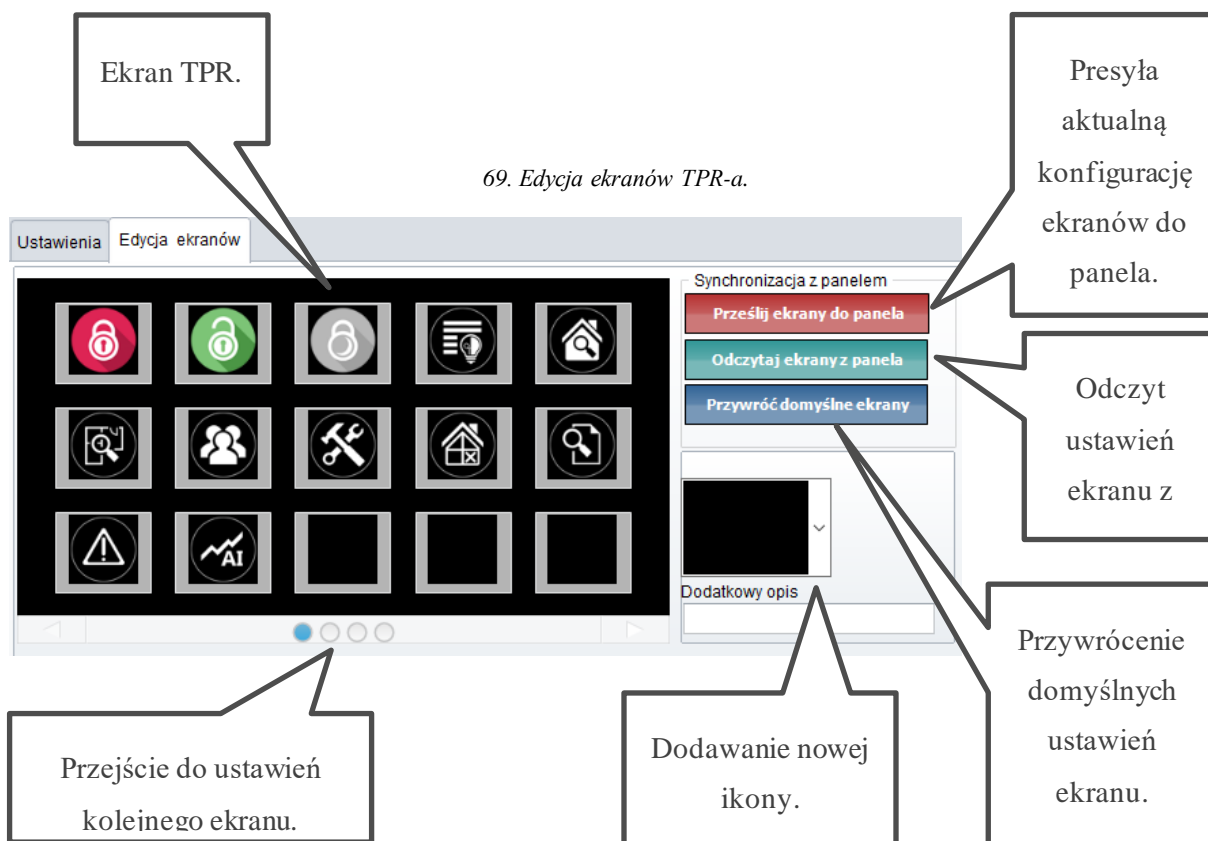 Ekran TPR.
Presyła
aktualną
konfigurację
ekranów do
panela.
69. Edycja ekranów TPR-a.
Ustawienia
Edycja ekranów
Synchronizacja z panelem
Prześlij ekrany do panela
Odczytaj ekrany z panela
Przywróć domyślne ekrany
Odczyt
ustawień
ekranu z
AI
Dodatkowy opis
Przywrócenie
domyślnych
ustawień
ekranu.
Przejście do ustawień
kolejnego ekranu.
Dodawanie nowej
ikony.